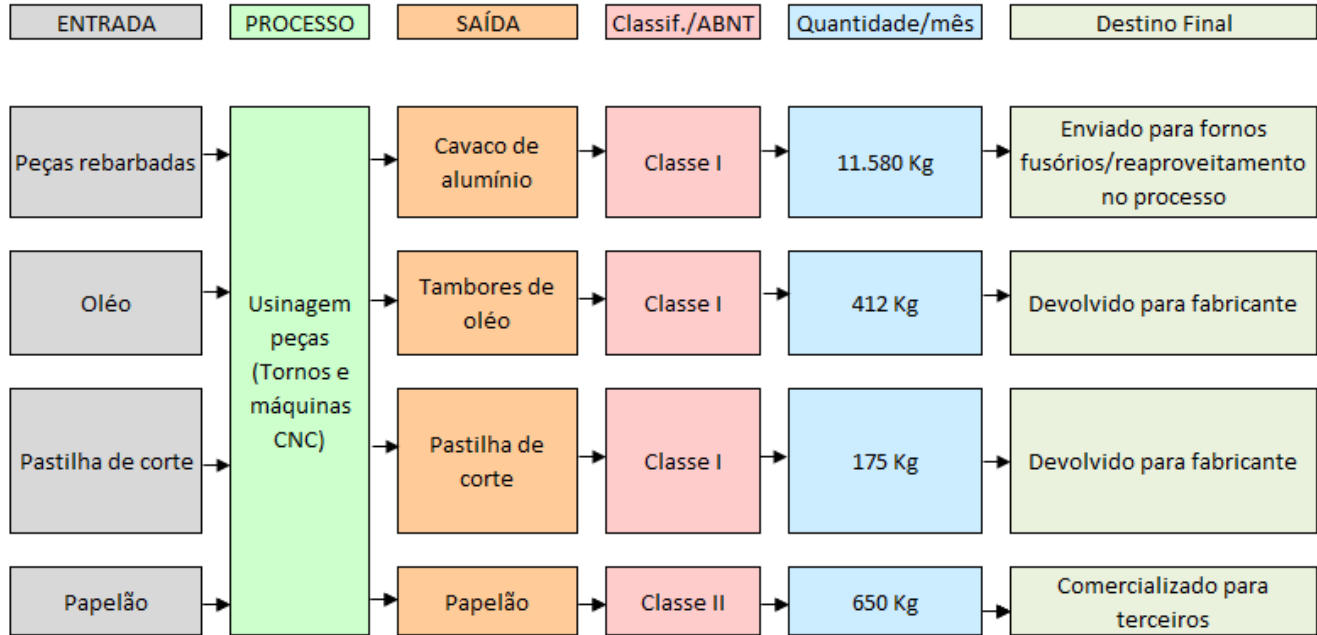 ENTRADA
PROCESSO
SAÍDA
Classif./ABNT
Quantidade/mês
Destino Final
Peças rebarbadas
Cavaco de
alumínio
Classe I
11.580 Kg
Enviado para fornos
fusórios/reaproveitamento
no processo
Oléo
Usinagem
peças
(Tornos e
máquinas
CNC)
Tambores de
oléo
Classe I
412 Kg
Devolvido para fabricante
Pastilha de corte
Pastilha de
corte
Classe I
175 Kg
Devolvido para fabricante
Papelão
Papelão
Classe II
650 Kg
Comercializado para
terceiros